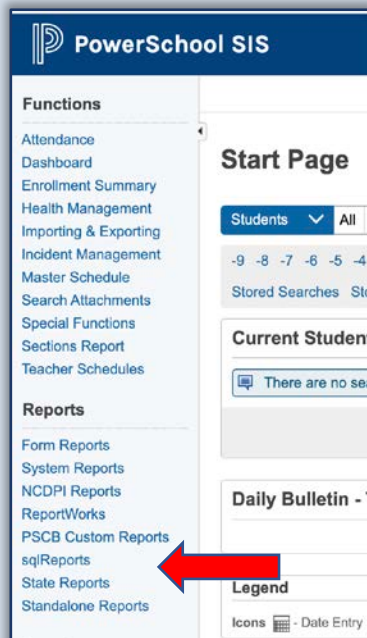 PowerSchool SIS
Functions
Attendance
Dashboard
Enrollment Summary
Health Management
Importing & Exporting
Incident Management
Master Schedule
Search Attachments
Special Functions
Sections Report
Teacher Schedules
Reports
Form Reports
System Reports
NCDPI Reports
ReportWorks
PSCB Custom Reports
sqlReports
State Reports
Standalone Reports
Start Page
Students All
-9 -8 -7 -6 -5 -4
Stored Searches
Current
There are no
Daily Bulletin -
Legend
Icons - Date Entry